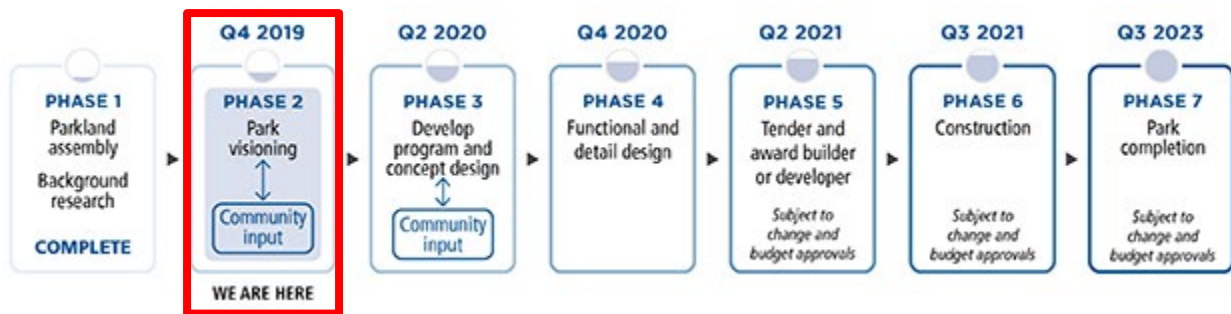 PHASE 1
Parkland
assembly
Background
research
COMPLETE
Q4 2019
PHASE 2
Park
visioning
Community
input
WE ARE HERE
Q2 2020
PHASE 3
Develop
program and
concept design
Community
input
Q4 2020
PHASE 4
Functional and
detail design
Q2 2021
PHASE 5
Tender and
award builder
or developer
Subject to
change and
budget approvals
Q3 2021
PHASE 6
Construction
Subject to
change and
budget approvals
Q3 2023
PHASE 7
Park
completion
Subject to
change and
budget approvals